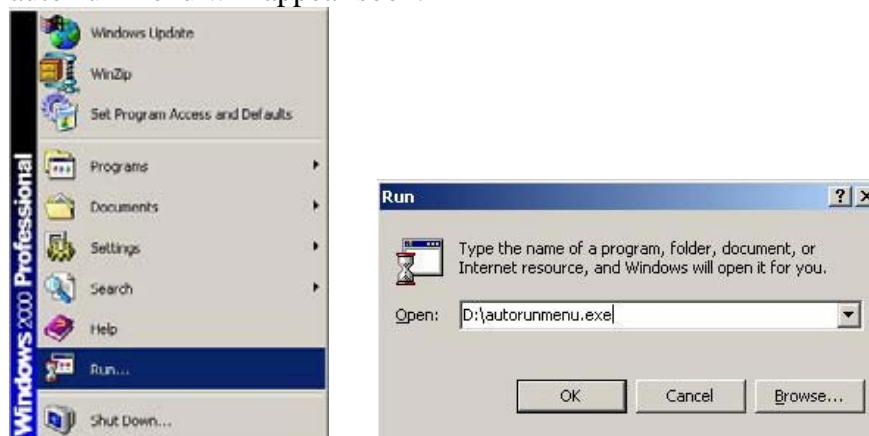 Windows Update
WinZip
Set Program Access and Defaults
Programs
Documents
Settings
Search
Help
Run...
Shut Down...
Windows 2000 Professional
Run
Type the name of a program, folder, document, or
Internet resource, and Windows will open it for you.
Open:
D:\autorunmenu.exe
OK
Cancel
Browse...